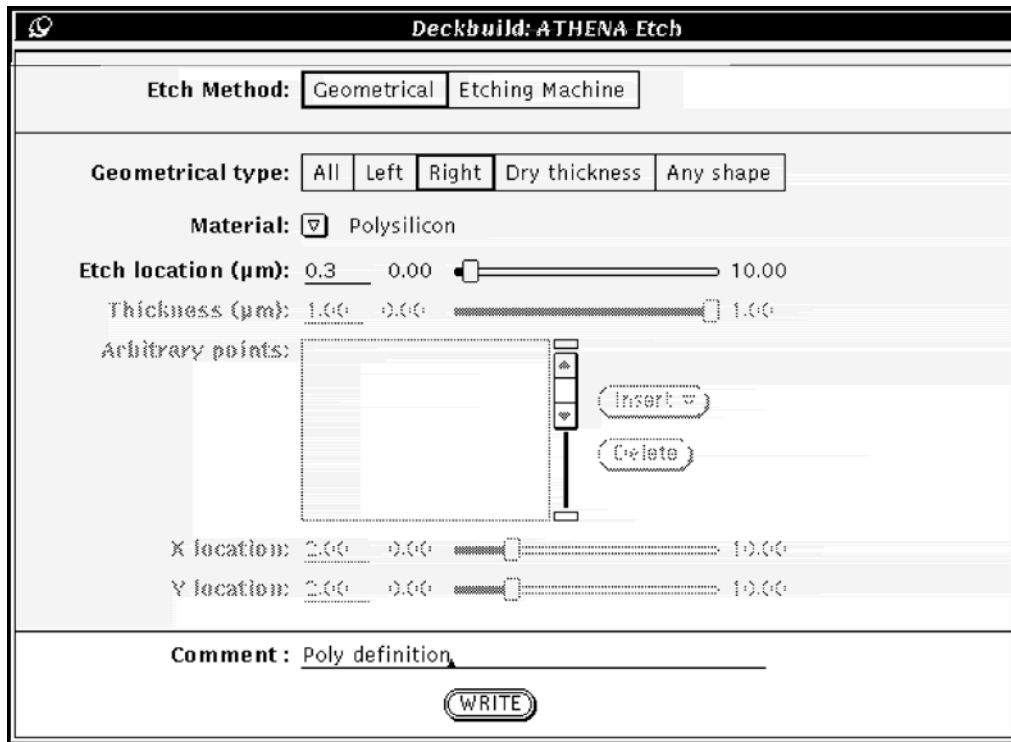 Deckbuild: ATHENA Etch
Etch Method: Geometrical Etching Machine
Geometrical type: All Left Right Dry thickness Any shape
Material: Polysilicon
Etch location (µm): 0.3 0.00 10.00
Thickness (µm): 1.00 0.00 1.00
Arbitrary points:
Insert
Delete
X location: 2.00 0.00 10.00
Y location: 2.00 0.00 10.00
Comment : Poly definition
WRITE